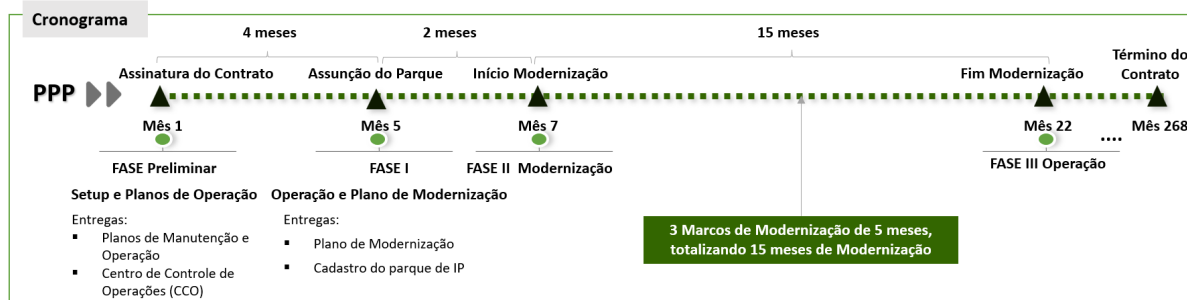 Cronograma
4 meses
2 meses
15 meses
PPP
Assinatura do Contrato
Assunção do Parque
Início Modernização
Fim Modernização
Término do
Contrato
Mês 1
Mês 5
Mês 7
Mês 22
....
Mês 268
FASE Preliminar
FASE I
FASE II Modernização
FASE III Operação
Setup e Planos de Operação
Entregas:
▪ Planos de Manutenção e
Operação
▪ Centro de Controle de
Operações (CCO)
Operação e Plano de Modernização
Entregas:
▪ Plano de Modernização
▪ Cadastro do parque de IP
3 Marcos de Modernização de 5 meses,
totalizando 15 meses de Modernização